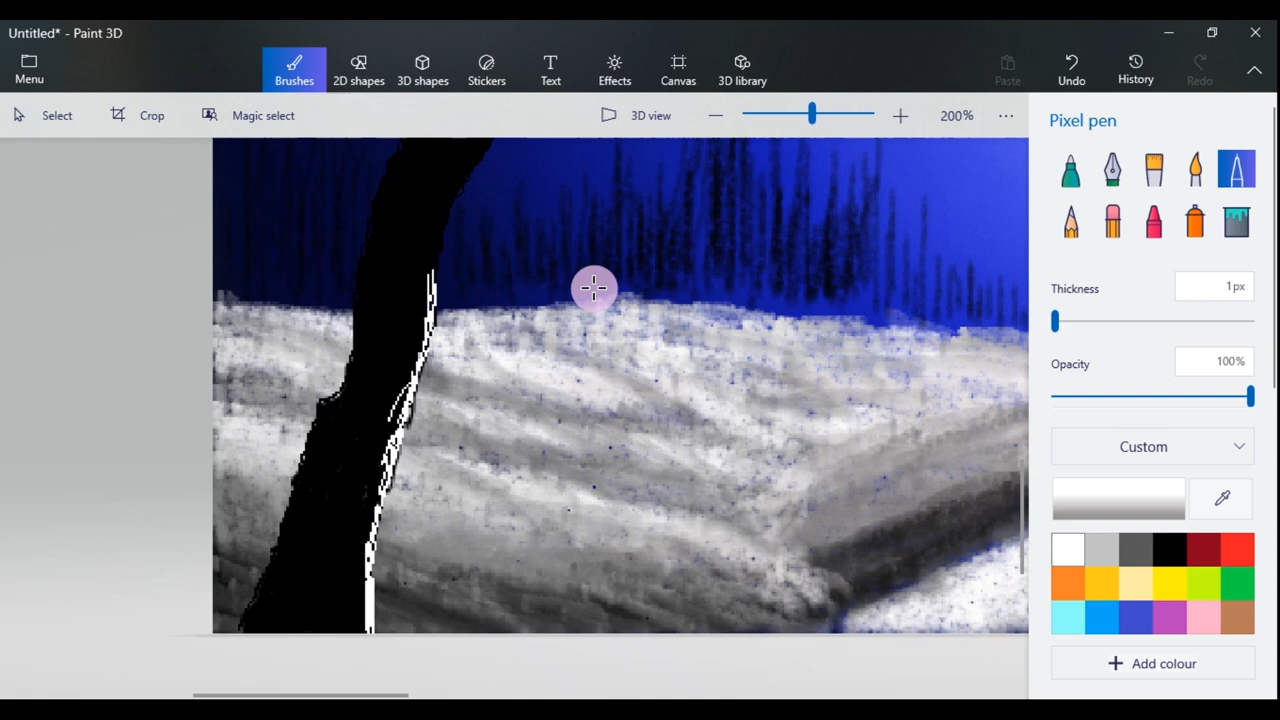 Untitled* - Paint 3D
Menu
Brushes
2D shapes
3D shapes
Stickers
Text
Effects
Canvas
3D library
Paste
Undo
History
Redo
Select
Crop
Magic select
3D view
200%
Pixel pen
Thickness
1px
Opacity
100%
Custom
Add colour